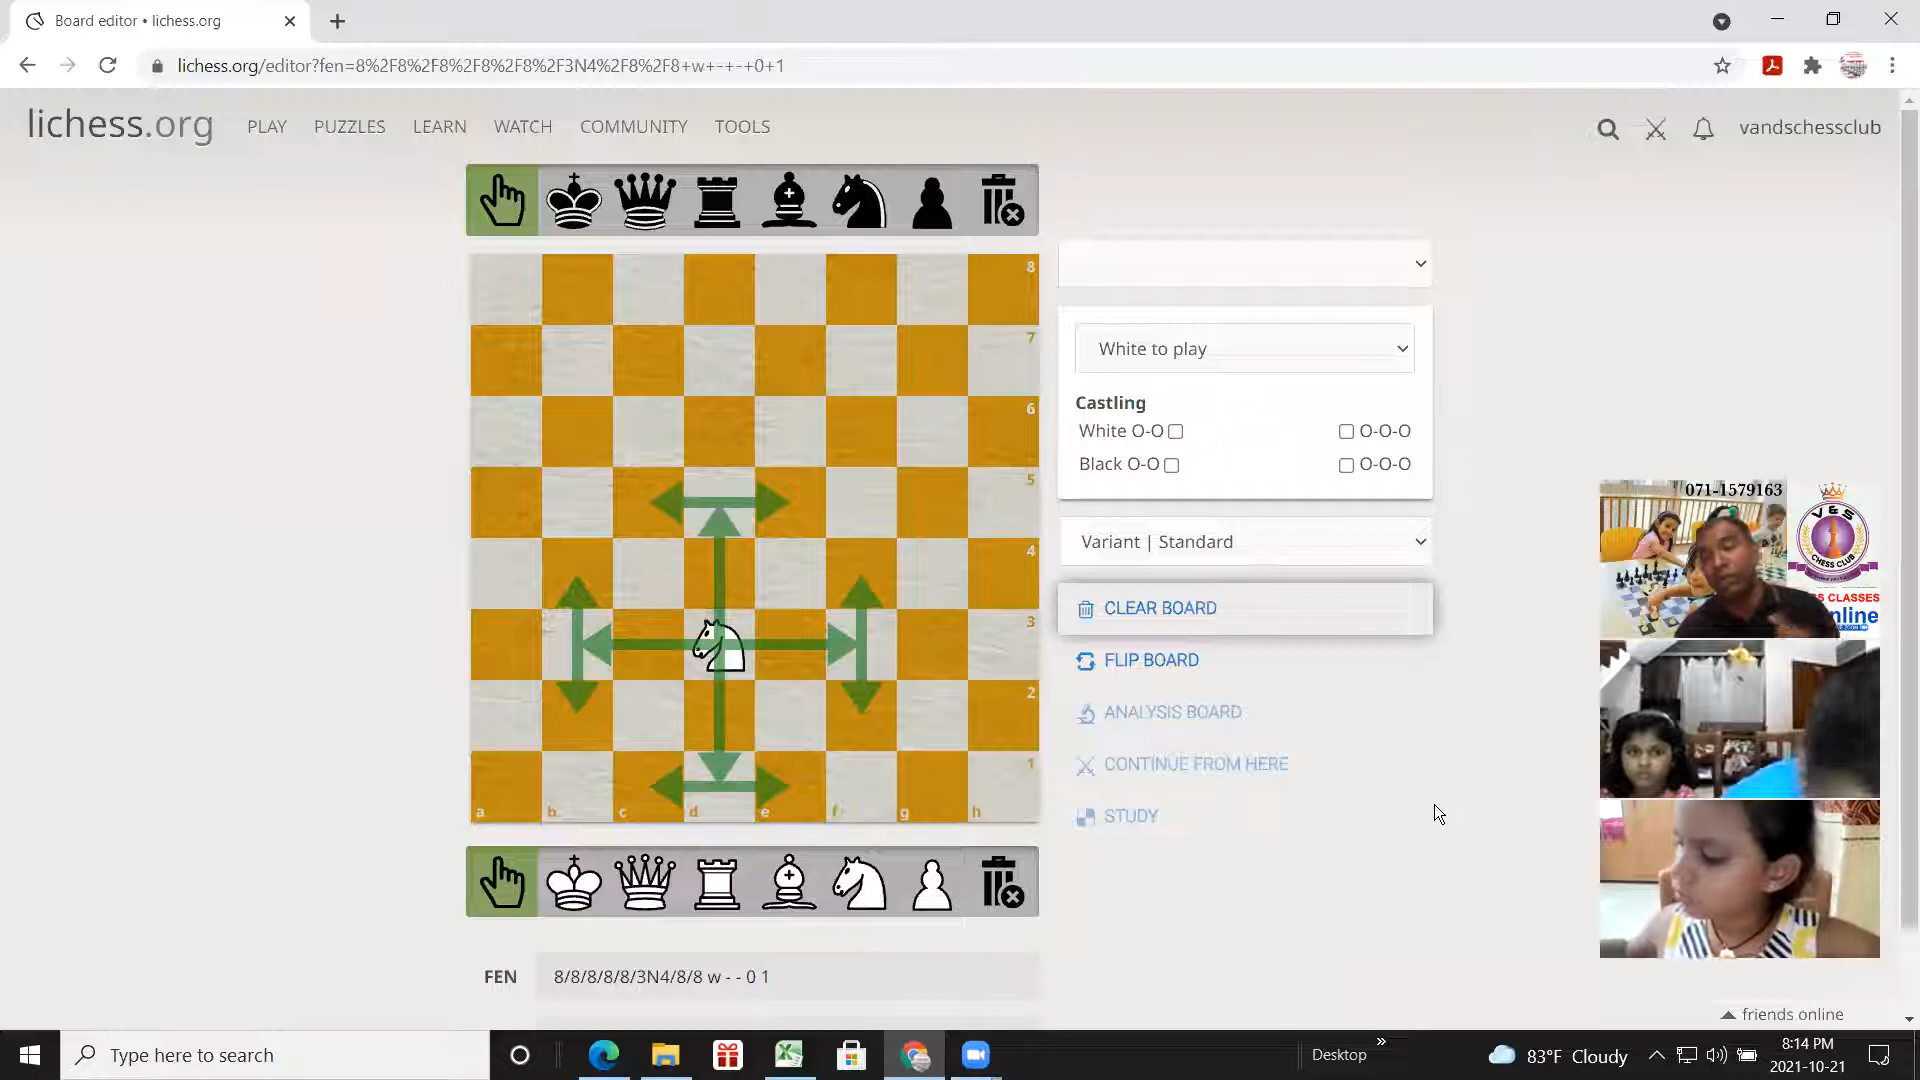 Board editor • lichess.org
lichess.org/editor?fen=8%2F8%2F8%2F8%2F8%2F3N4%2F8%2F8+w+-+-+0+1
lichess.org PLAY PUZZLES LEARN WATCH COMMUNITY TOOLS vandschessclub
8
7
6
5
4
3
2
1
a b c d e f g h
White to play
Castling
White O-O O-O-O
Black O-O O-O-O
Variant | Standard
CLEAR BOARD
FLIP BOARD
ANALYSIS BOARD
CONTINUE FROM HERE
STUDY
071-1579163
V & S
CHESS CLUB
S CLASSES
nline
FEN 8/8/8/8/8/3N4/8/8 w - - 0 1
friends online
Type here to search
Desktop
83°F Cloudy
8:14 PM
2021-10-21